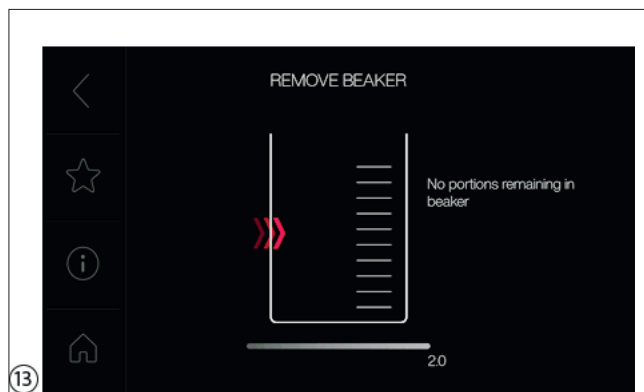 REMOVE BEAKER
No portions remaining in
beaker
2.0
13